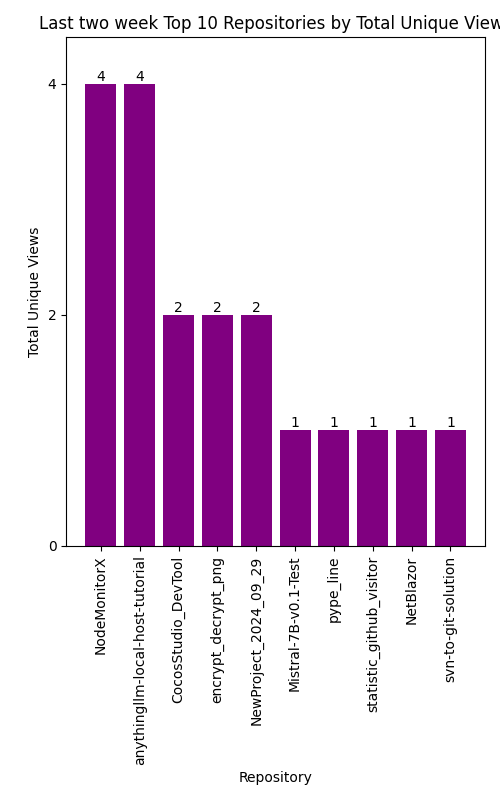 Last two week Top 10 Repositories by Total Unique View
4
4
2
2
2
1
1
1
1
1
4
2
0
Total Unique Views
NodeMonitorX
anythingllm-local-host-tutorial
CocosStudio_DevTool
encrypt_decrypt_png
NewProject_2024_09_29
Mistral-7B-v0.1-Test
pype_line
statistic_github_visitor
NetBlazor
svn-to-git-solution
Repository